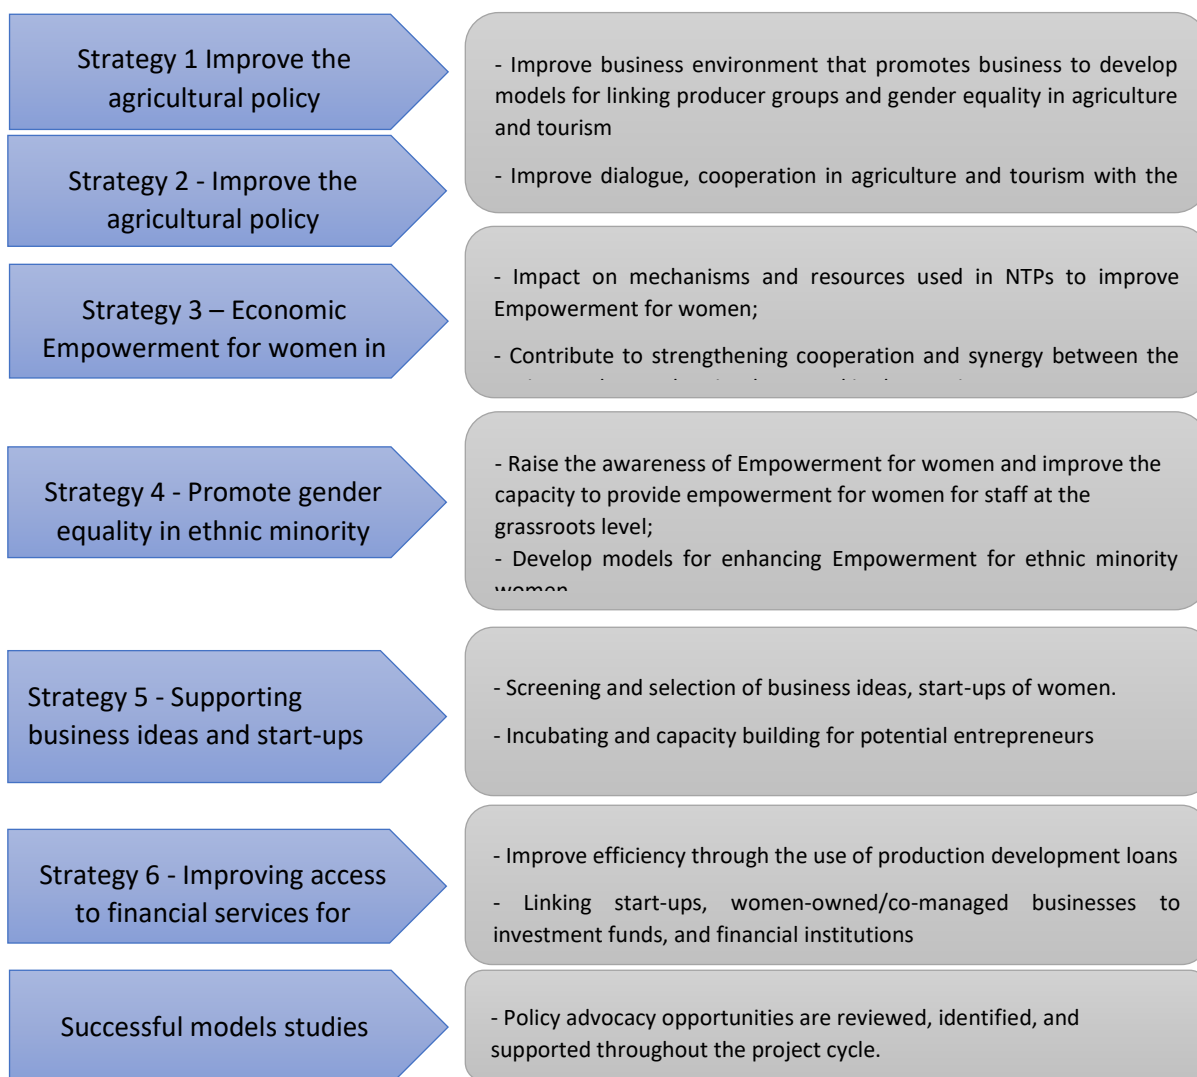 Strategy 1 Improve the
agricultural policy
- Improve business environment that promotes business to develop
models for linking producer groups and gender equality in agriculture
and tourism
- Improve dialogue, cooperation in agriculture and tourism with the
Strategy 2 - Improve the
agricultural policy
Strategy 3 – Economic
Empowerment for women in
- Impact on mechanisms and resources used in NTPs to improve
Empowerment for women;
- Contribute to strengthening cooperation and synergy between the
Strategy 4 - Promote gender
equality in ethnic minority
- Raise the awareness of Empowerment for women and improve the
capacity to provide empowerment for women for staff at the
grassroots level;
- Develop models for enhancing Empowerment for ethnic minority
women
Strategy 5 - Supporting
business ideas and start-ups
- Screening and selection of business ideas, start-ups of women.
- Incubating and capacity building for potential entrepreneurs
Strategy 6 - Improving access
to financial services for
- Improve efficiency through the use of production development loans
- Linking start-ups, women-owned/co-managed businesses to
investment funds, and financial institutions
Successful models studies
- Policy advocacy opportunities are reviewed, identified, and
supported throughout the project cycle.